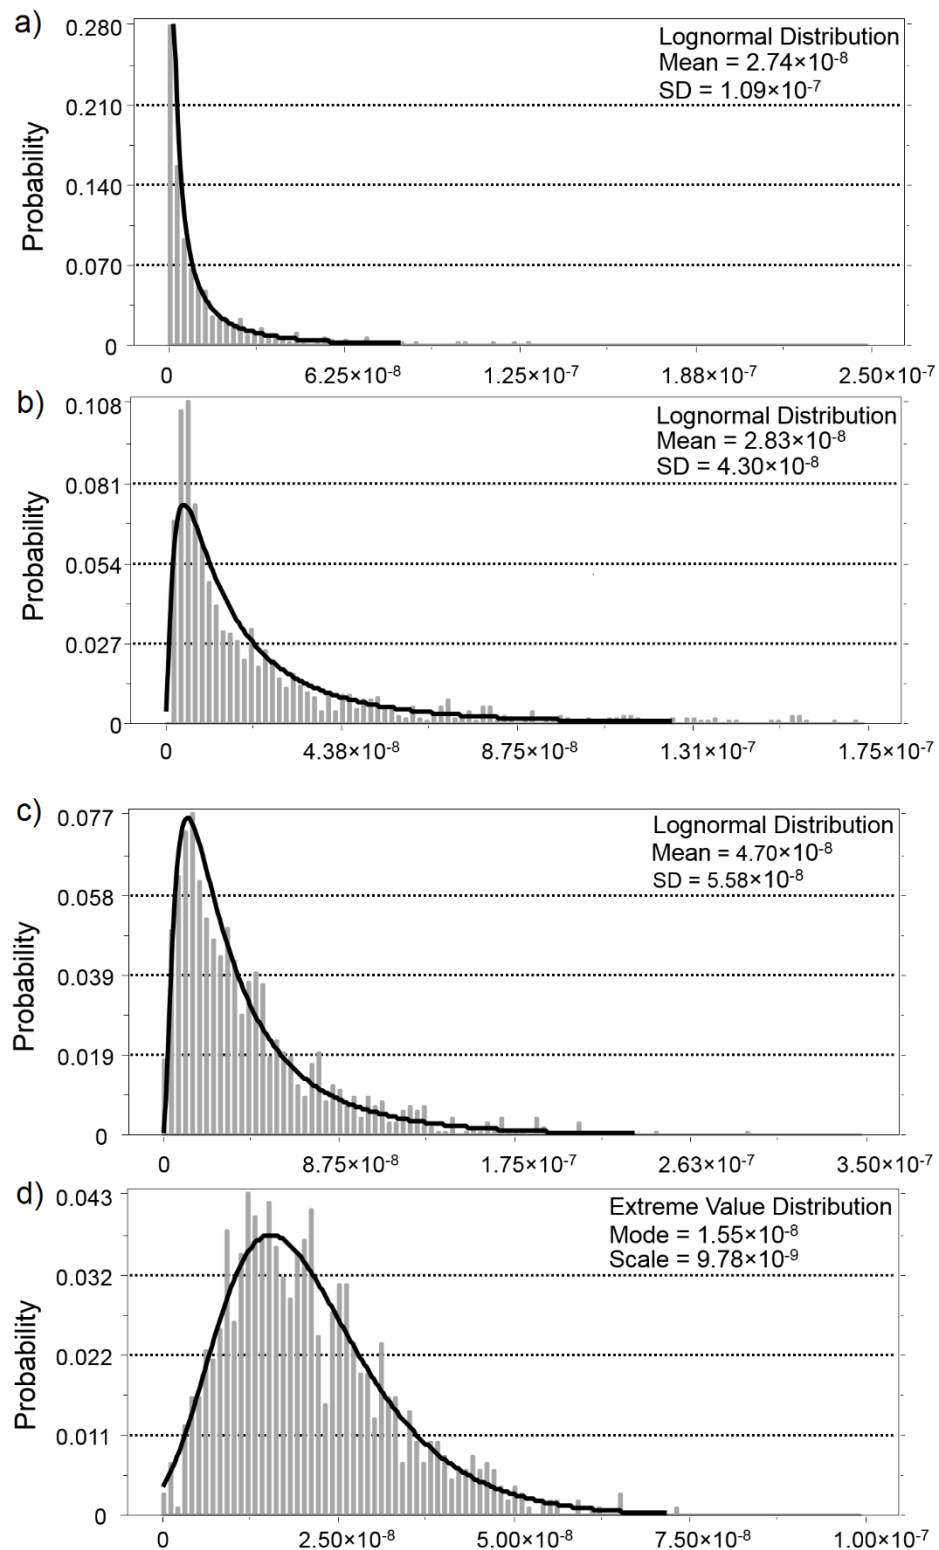 a)
0.280
0.210
0.140
0.070
0
Probability
Lognormal Distribution
Mean = 2.74×10⁻⁸
SD = 1.09×10⁻⁷
0 6.25×10⁻⁸ 1.25×10⁻⁷ 1.88×10⁻⁷ 2.50×10⁻⁷
b)
0.108
0.081
0.054
0.027
0
Probability
Lognormal Distribution
Mean = 2.83×10⁻⁸
SD = 4.30×10⁻⁸
0 4.38×10⁻⁸ 8.75×10⁻⁸ 1.31×10⁻⁷ 1.75×10⁻⁷
c)
0.077
0.058
0.039
0.019
0
Probability
Lognormal Distribution
Mean = 4.70×10⁻⁸
SD = 5.58×10⁻⁸
0 8.75×10⁻⁸ 1.75×10⁻⁷ 2.63×10⁻⁷ 3.50×10⁻⁷
d)
0.043
0.032
0.022
0.011
0
Probability
Extreme Value Distribution
Mode = 1.55×10⁻⁸
Scale = 9.78×10⁻⁹
0 2.50×10⁻⁸ 5.00×10⁻⁸ 7.50×10⁻⁸ 1.00×10⁻⁷